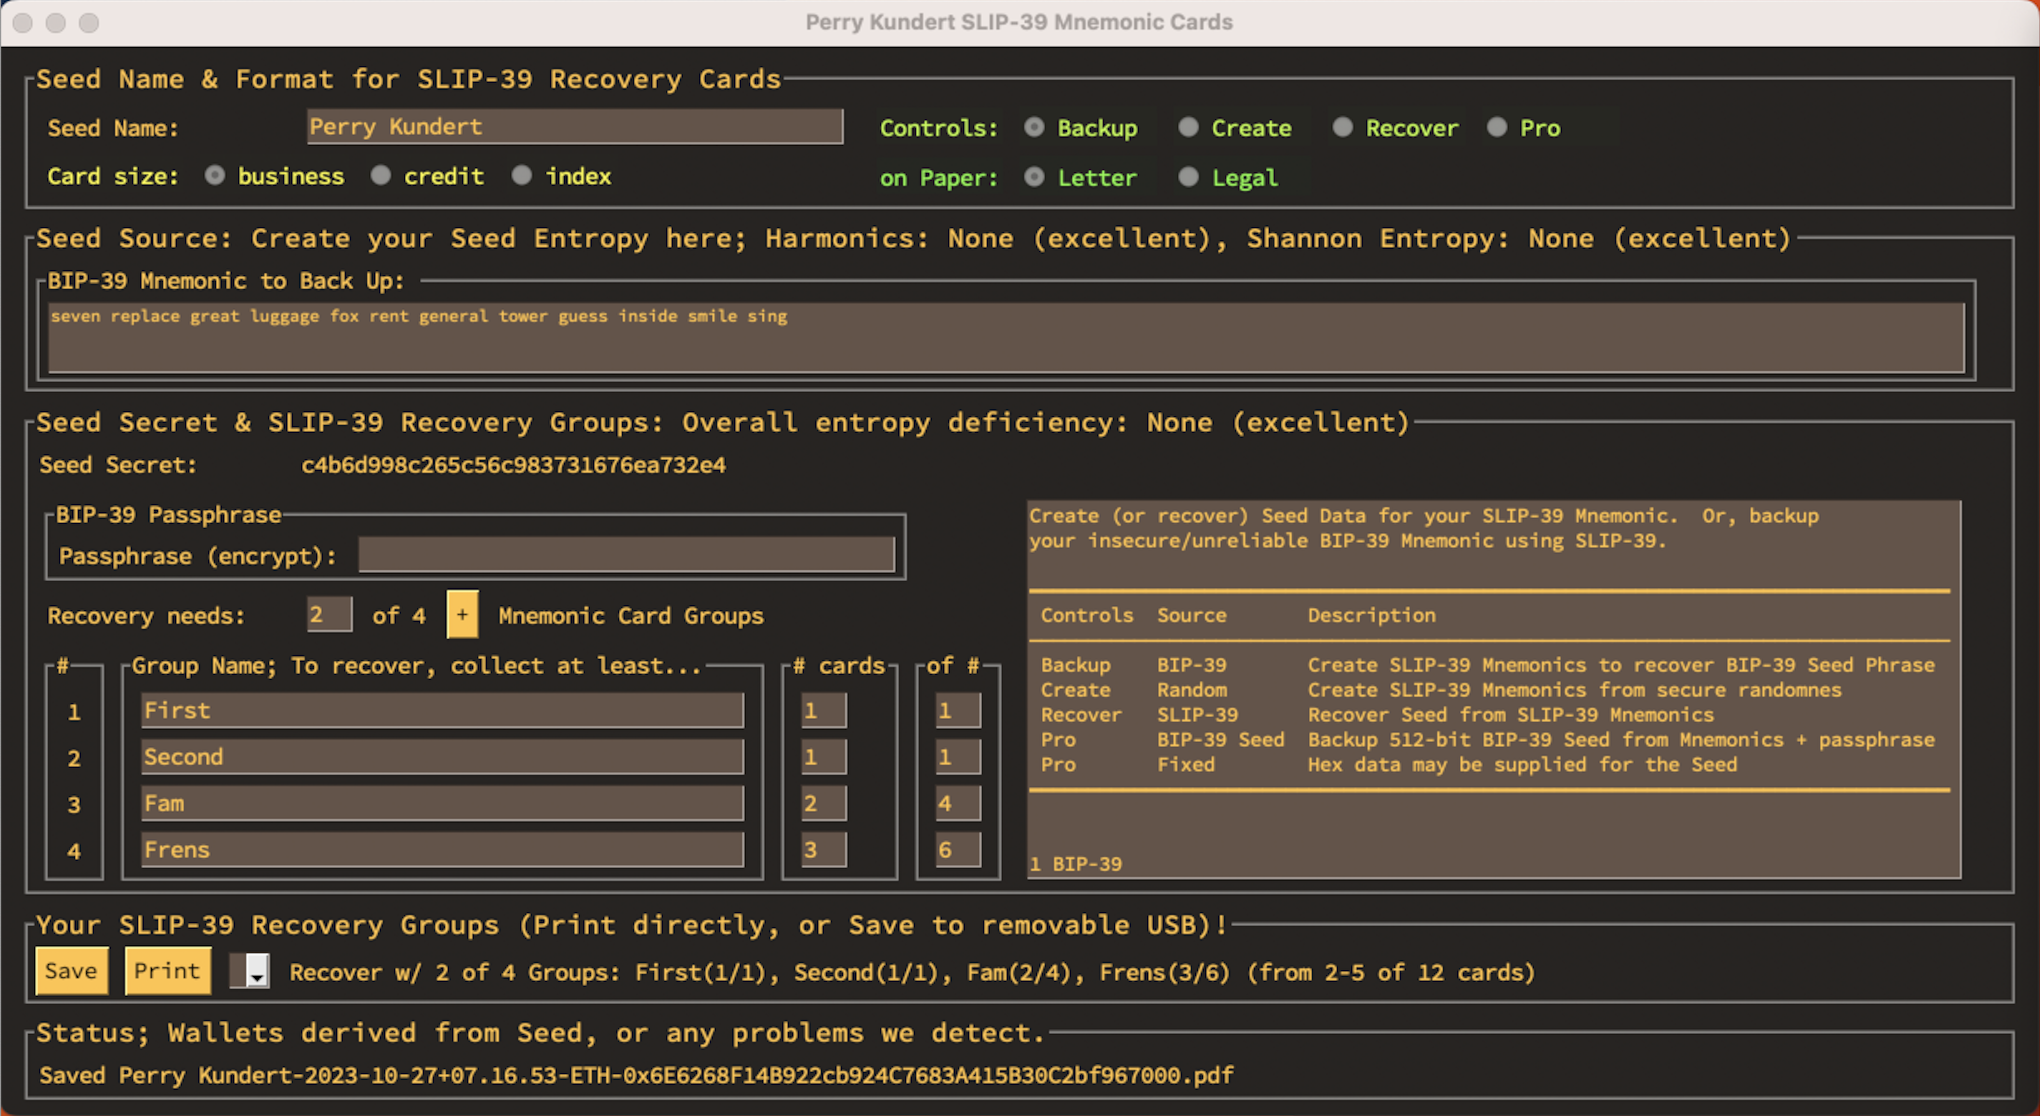 Perry Kundert SLIP-39 Mnemonic Cards
Seed Name & Format for SLIP-39 Recovery Cards
Seed Name: Perry Kundert Controls: Backup Create Recover Pro
Card size: business credit index on Paper: Letter Legal
Seed Source: Create your Seed Entropy here; Harmonics: None (excellent), Shannon Entropy: None (excellent)
BIP-39 Mnemonic to Back Up:
seven replace great luggage fox rent general tower guess inside smile sing
Seed Secret & SLIP-39 Recovery Groups: Overall entropy deficiency: None (excellent)
Seed Secret: c4b6d998c265c56c983731676ea732e4
BIP-39 Passphrase
Passphrase (encrypt):
Recovery needs: 2 of 4 + Mnemonic Card Groups
# Group Name; To recover, collect at least... # cards of #
1 First 1 1
2 Second 1 1
3 Fam 2 4
4 Frens 3 6
Create (or recover) Seed Data for your SLIP-39 Mnemonic. Or, backup
your insecure/unreliable BIP-39 Mnemonic using SLIP-39.
Controls Source Description
Backup BIP-39 Create SLIP-39 Mnemonics to recover BIP-39 Seed Phrase
Create Random Create SLIP-39 Mnemonics from secure randomnes
Recover SLIP-39 Recover Seed from SLIP-39 Mnemonics
Pro BIP-39 Seed Backup 512-bit BIP-39 Seed from Mnemonics + passphrase
Pro Fixed Hex data may be supplied for the Seed
1 BIP-39
Your SLIP-39 Recovery Groups (Print directly, or Save to removable USB)!
Save Print Recover w/ 2 of 4 Groups: First(1/1), Second(1/1), Fam(2/4), Frens(3/6) (from 2-5 of 12 cards)
Status; Wallets derived from Seed, or any problems we detect.
Saved Perry Kundert-2023-10-27+07.16.53-ETH-0x6E6268F14B922cb924C7683A415B30C2bf967000.pdf